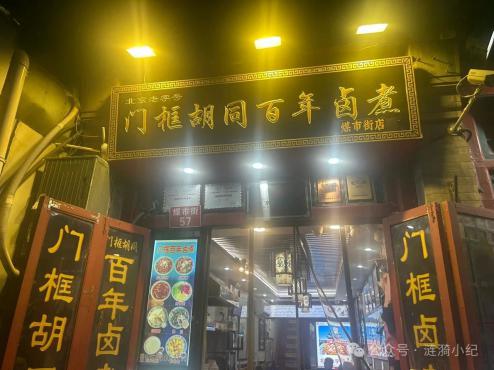 北京老字号
门框胡同百年卤煮
煤市街店
煤市街
57
门框胡
门框胡同
百年卤煮
门框卤
公众号·涟漪小纪